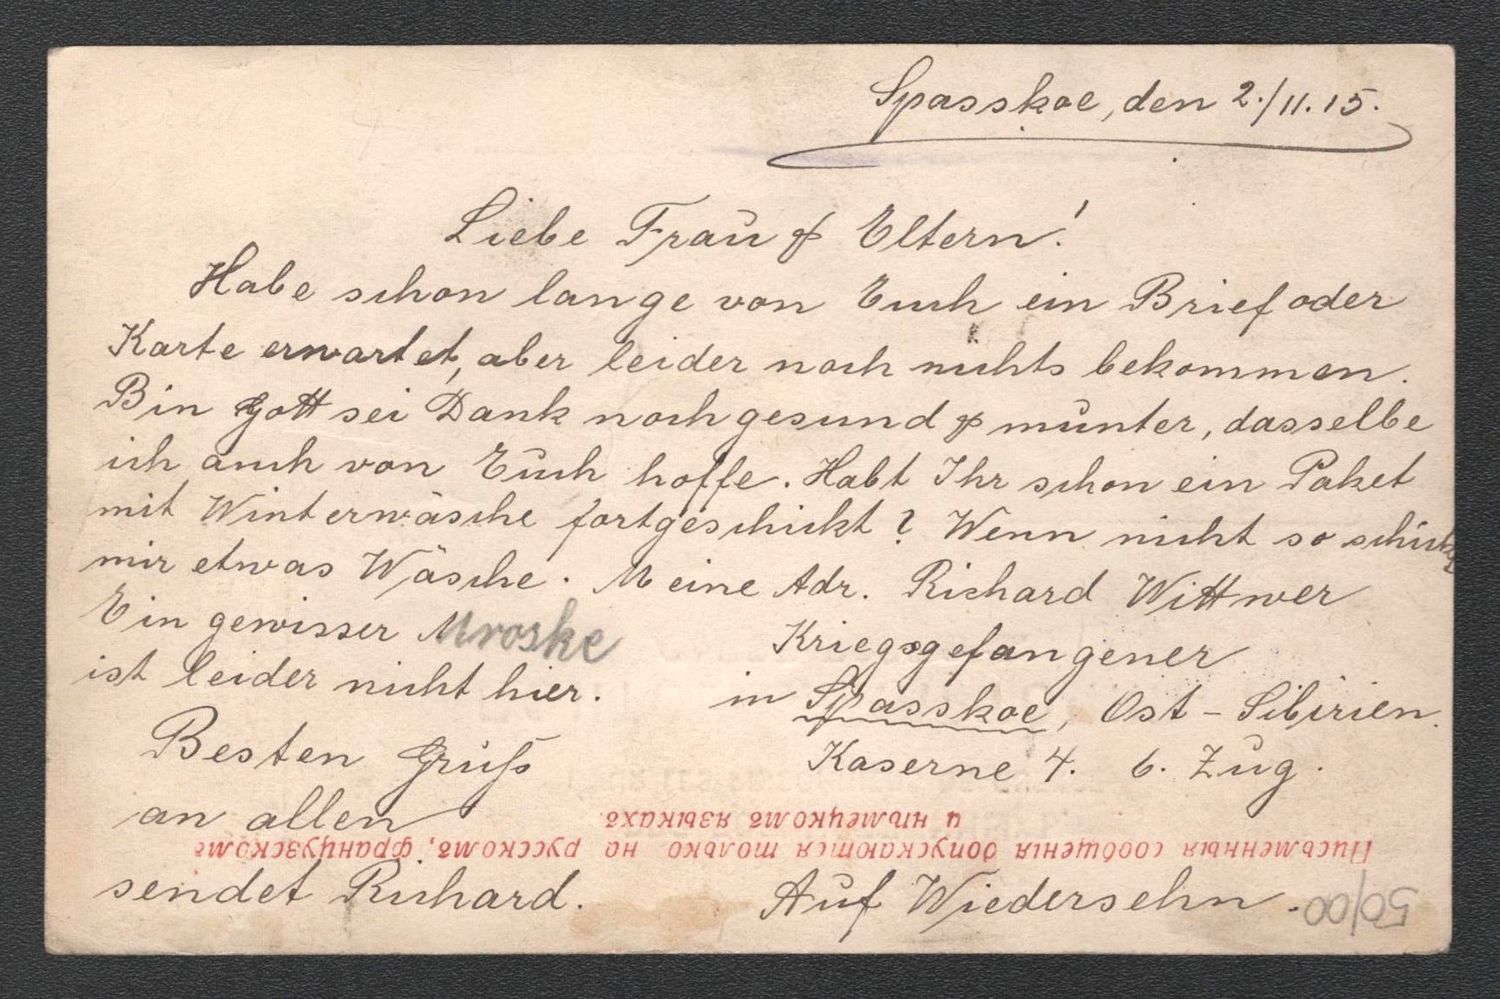 Spasskoe, den 2./11.15.
Liebe Frau & Eltern!
Habe schon lange von Euch ein Brief oder
Karte erwartet, aber leider noch nichts bekommen.
Bin Gott sei Dank noch gesund & munter, dasselbe
ich auch von Euch hoffe. Habt Ihr schon ein Paket
mit Winterwäsche fortgeschickt? Wenn nicht so schickt
mir etwas Wäsche. Meine Adr. Richard Wittwer
Ein gewisser Mroske Kriegsgefangener
ist leider nicht hier. in Spasskoe, Ost-Sibirien.
Besten Gruß Kaserne 4. 6. Zug.
an allen
sendet Richard. Auf Wiedersehn.
Письменныя сообщенія допускаются только на русскомъ, французскомъ
и нѣмецкомъ языкахъ.
50/00